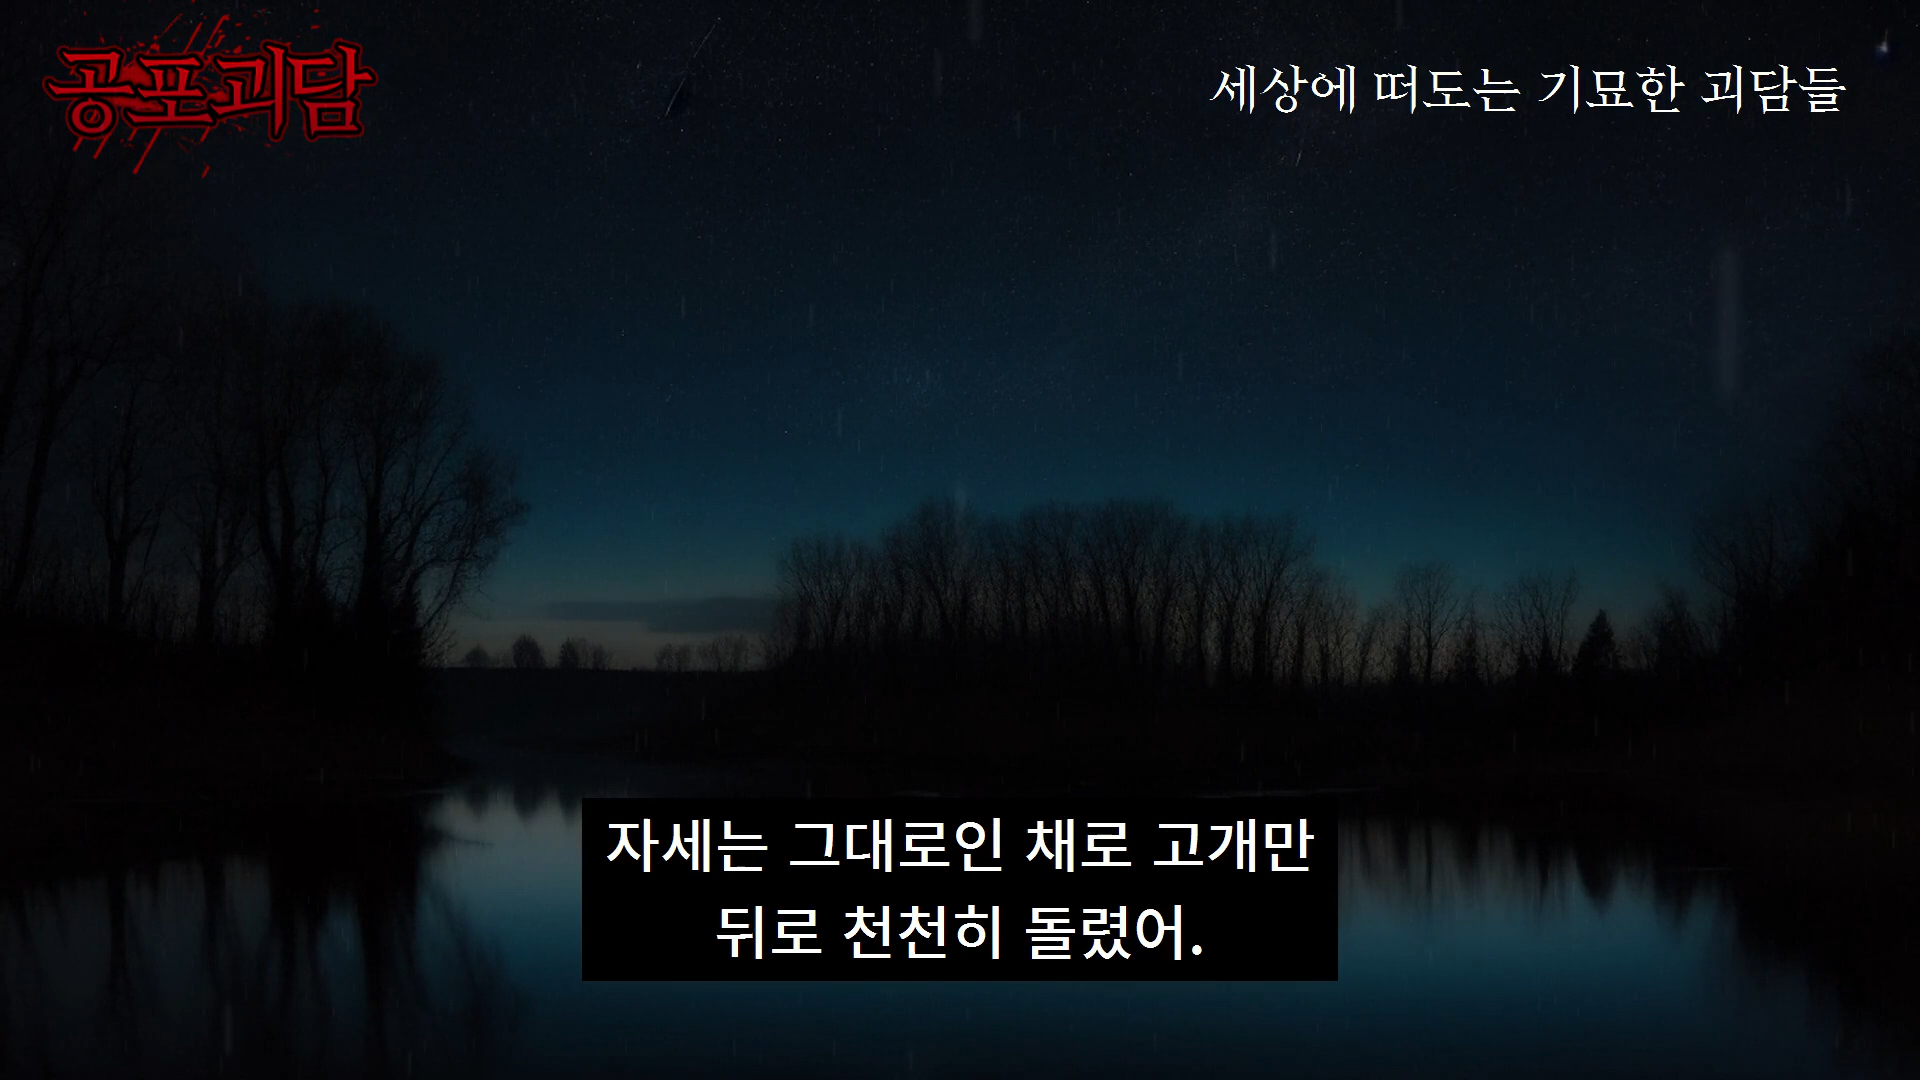 공포괴담
세상에 떠도는 기묘한 괴담들
자세는 그대로인 채로 고개만
뒤로 천천히 돌렸어.